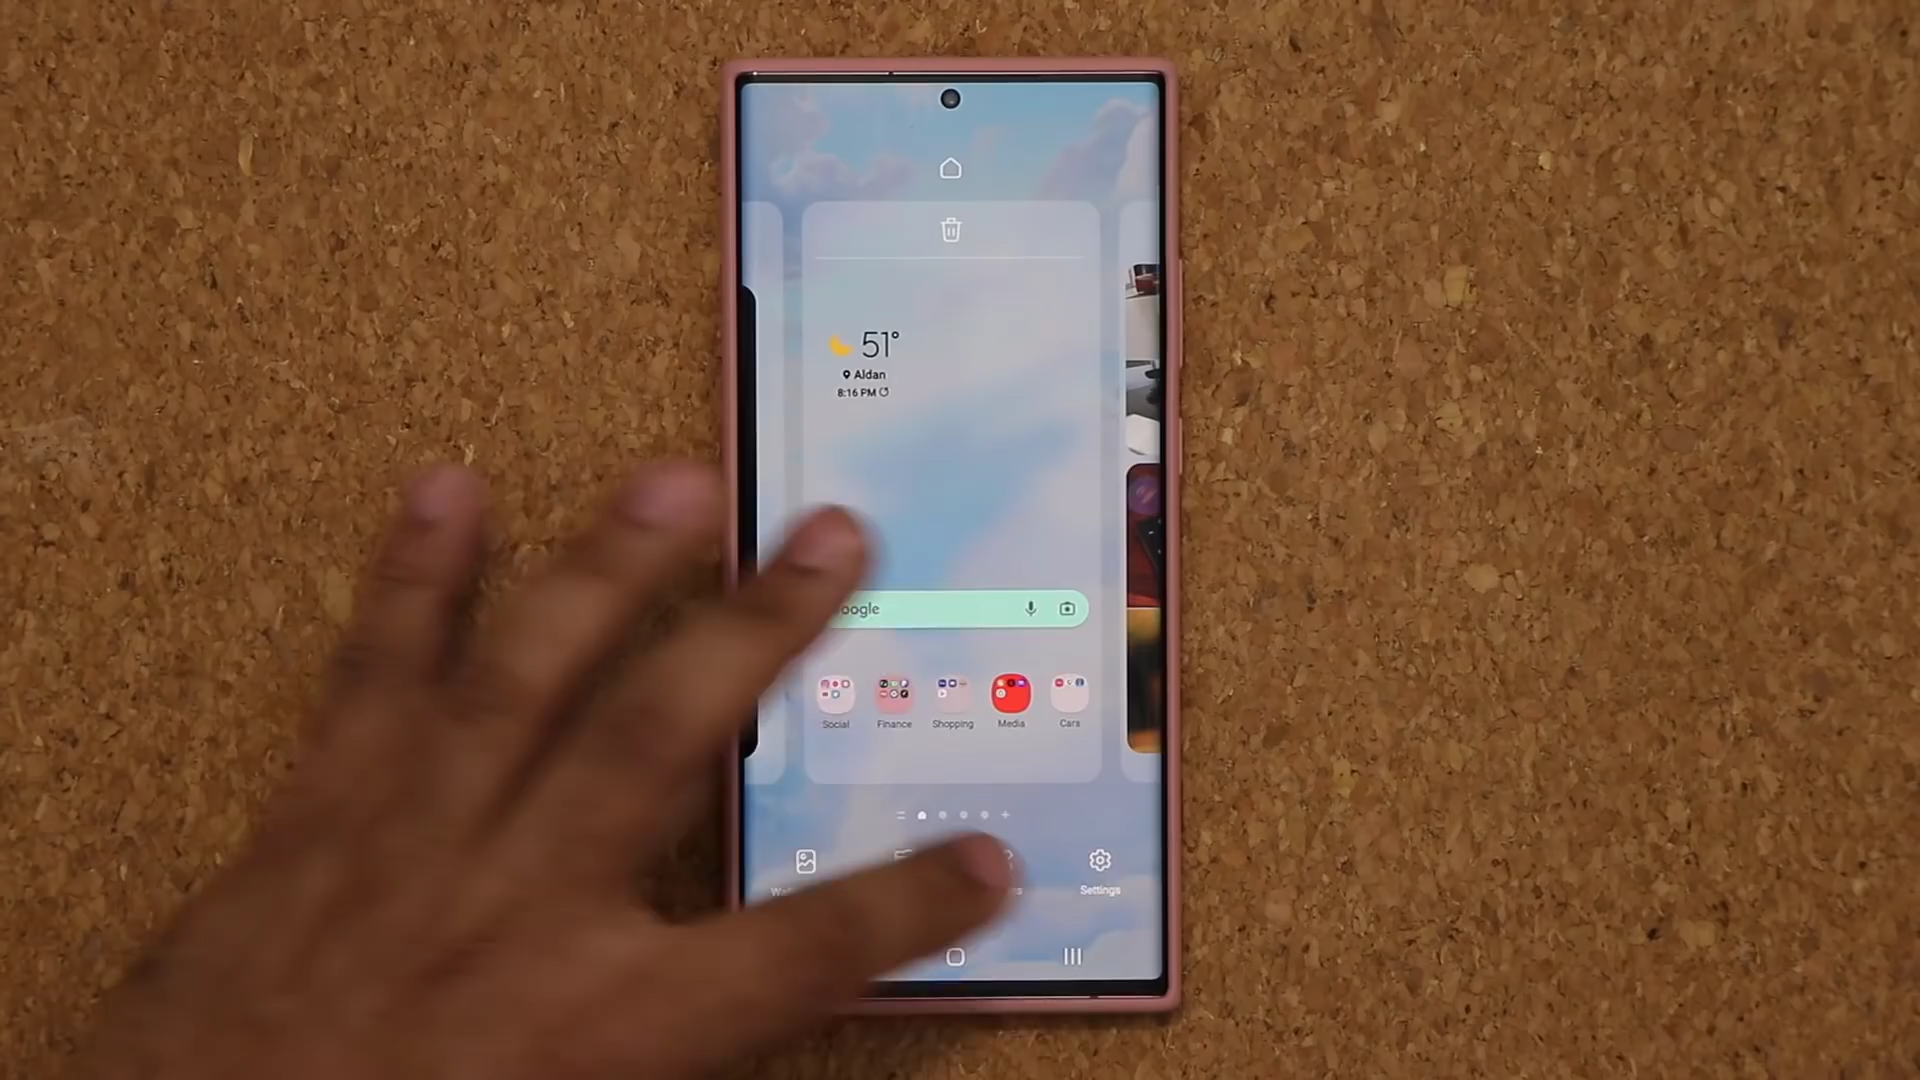 51°
Aldan
8:16 PM
oogle
Social Finance Shopping Media Cars
Settings